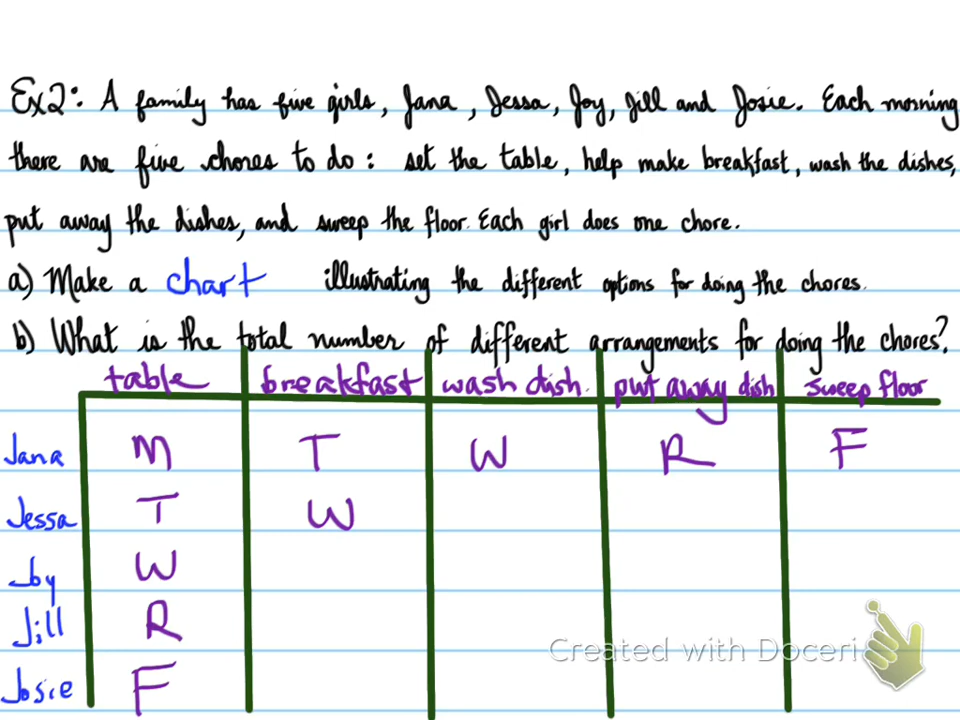 Ex2: A family has five girls, Jana, Jessa, Joy, Jill and Josie. Each morning
there are five chores to do: set the table, help make breakfast, wash the dishes,
put away the dishes, and sweep the floor. Each girl does one chore.
a) Make a chart illustrating the different options for doing the chores.
b) What is the total number of different arrangements for doing the chores?
table breakfast wash dish. put away dish sweep floor
Jana M T W R F
Jessa T W
Joy W
Jill R
Created with Doceri
Josie F